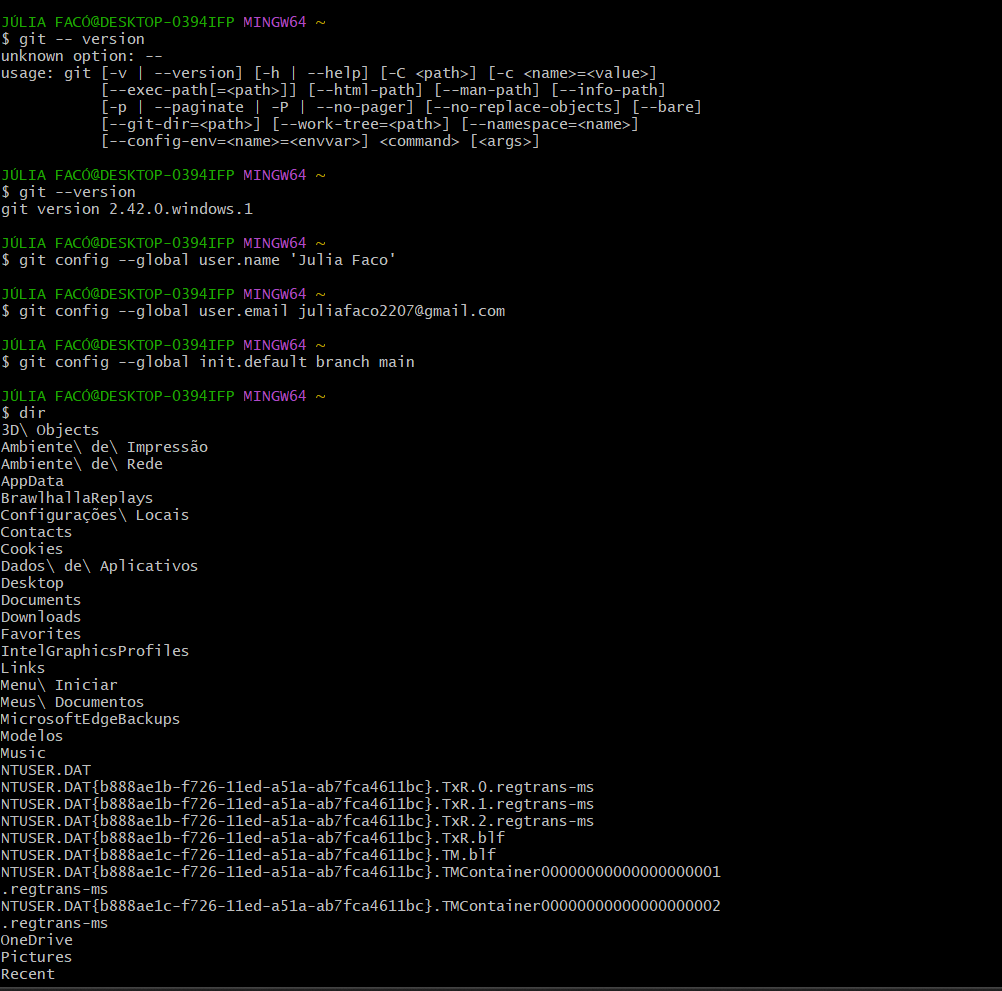 JÚLIA FACÓ@DESKTOP-O394IFP MINGW64 ~
$ git -- version
unknown option: --
usage: git [-v | --version] [-h | --help] [-C <path>] [-c <name>=<value>]
           [--exec-path[=<path>]] [--html-path] [--man-path] [--info-path]
           [-p | --paginate | -P | --no-pager] [--no-replace-objects] [--bare]
           [--git-dir=<path>] [--work-tree=<path>] [--namespace=<name>]
           [--config-env=<name>=<envvar>] <command> [<args>]
JÚLIA FACÓ@DESKTOP-O394IFP MINGW64 ~
$ git --version
git version 2.42.0.windows.1
JÚLIA FACÓ@DESKTOP-O394IFP MINGW64 ~
$ git config --global user.name 'Julia Faco'
JÚLIA FACÓ@DESKTOP-O394IFP MINGW64 ~
$ git config --global user.email juliafaco2207@gmail.com
JÚLIA FACÓ@DESKTOP-O394IFP MINGW64 ~
$ git config --global init.default branch main
JÚLIA FACÓ@DESKTOP-O394IFP MINGW64 ~
$ dir
3D\ Objects
Ambiente\ de\ Impressão
Ambiente\ de\ Rede
AppData
BrawlhallaReplays
Configurações\ Locais
Contacts
Cookies
Dados\ de\ Aplicativos
Desktop
Documents
Downloads
Favorites
IntelGraphicsProfiles
Links
Menu\ Iniciar
Meus\ Documentos
MicrosoftEdgeBackups
Modelos
Music
NTUSER.DAT
NTUSER.DAT{b888ae1b-f726-11ed-a51a-ab7fca4611bc}.TxR.0.regtrans-ms
NTUSER.DAT{b888ae1b-f726-11ed-a51a-ab7fca4611bc}.TxR.1.regtrans-ms
NTUSER.DAT{b888ae1b-f726-11ed-a51a-ab7fca4611bc}.TxR.2.regtrans-ms
NTUSER.DAT{b888ae1b-f726-11ed-a51a-ab7fca4611bc}.TxR.blf
NTUSER.DAT{b888ae1c-f726-11ed-a51a-ab7fca4611bc}.TM.blf
NTUSER.DAT{b888ae1c-f726-11ed-a51a-ab7fca4611bc}.TMContainer00000000000000000001
.regtrans-ms
NTUSER.DAT{b888ae1c-f726-11ed-a51a-ab7fca4611bc}.TMContainer00000000000000000002
.regtrans-ms
OneDrive
Pictures
Recent